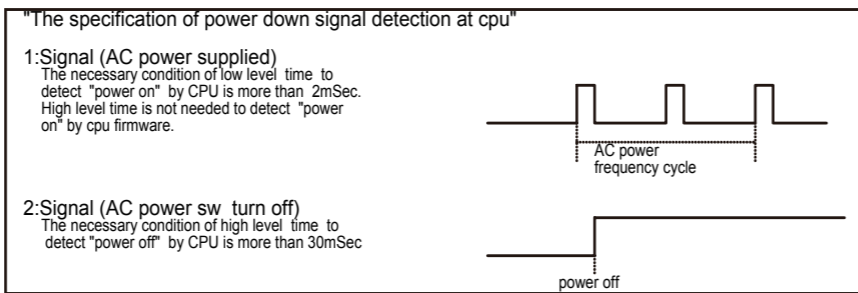 "The specification of power down signal detection at cpu"
1:Signal (AC power supplied)
The necessary condition of low level time to
detect "power on" by CPU is more than 2mSec.
High level time is not needed to detect "power
on" by cpu firmware.
AC power
frequency cycle
2:Signal (AC power sw turn off)
The necessary condition of high level time to
detect "power off" by CPU is more than 30mSec
power off